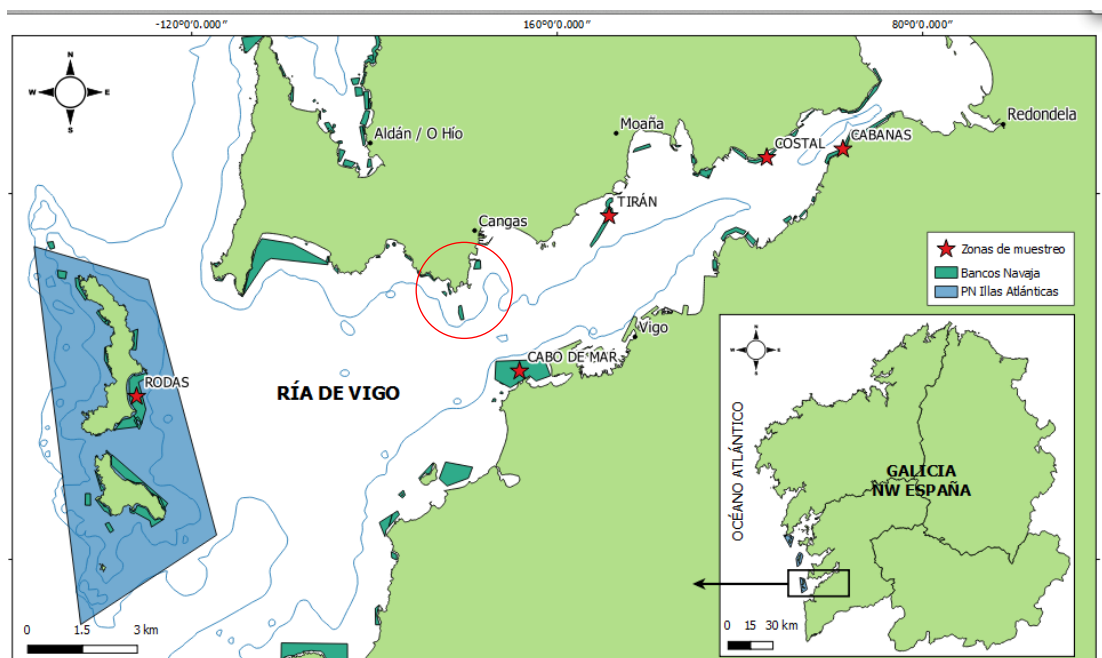 -120°0'0.000"
160°0'0.000"
80°0'0.000"
N
W
E
S
Aldán / O Hío
Moaña
Redondela
COSTAL
CABANAS
TIRÁN
Cangas
Zonas de muestreo
Bancos Navaja
PN Illas Atlánticas
Vigo
CABO DE MAR
RODAS
RÍA DE VIGO
N
W
E
S
OCÉANO ATLÁNTICO
GALICIA
NW ESPAÑA
0 1.5 3 km
0 15 30 km